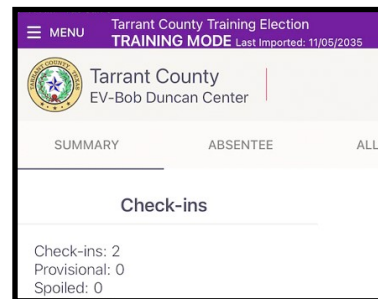 MENU
Tarrant County Training Election
TRAINING MODE Last Imported: 11/05/2035
Tarrant County
EV-Bob Duncan Center
SUMMARY
ABSENTEE
ALL
Check-ins
Check-ins: 2
Provisional: 0
Spoiled: 0